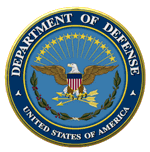 DEPARTMENT OF DEFENSE
UNITED STATES OF AMERICA